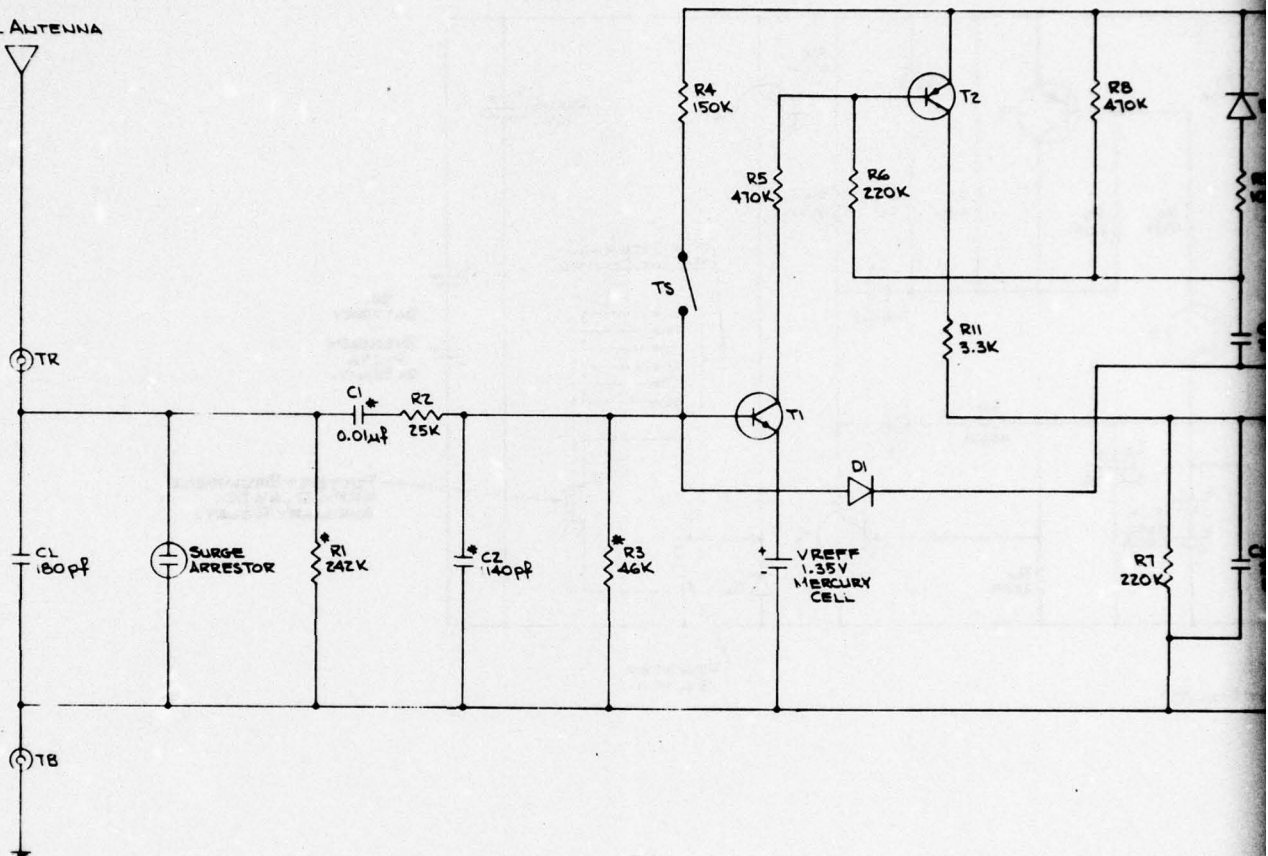 ANTENNA
R4
150K
T2
R8
470K
R5
470K
R6
220K
TS
R11
3.3K
TR
C1 *
0.01µf
R2
25K
T1
D1
CL
180pf
SURGE
ARRESTOR
*
R1
242K
*
C2
140pf
*
R3
46K
+
VREFF
1.35V
MERCURY
CELL
-
R7
220K
TB